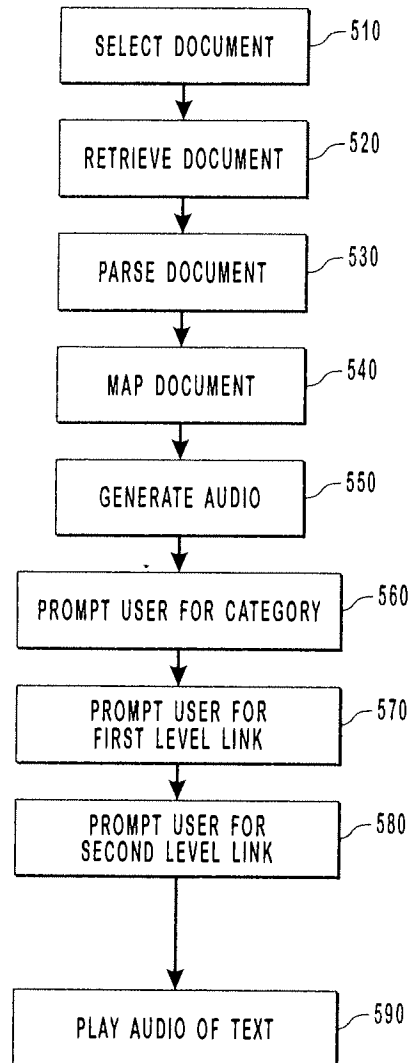 SELECT DOCUMENT
510
RETRIEVE DOCUMENT
520
PARSE DOCUMENT
530
MAP DOCUMENT
540
GENERATE AUDIO
550
PROMPT USER FOR CATEGORY
560
PROMPT USER FOR
FIRST LEVEL LINK
570
PROMPT USER FOR
SECOND LEVEL LINK
580
PLAY AUDIO OF TEXT
590